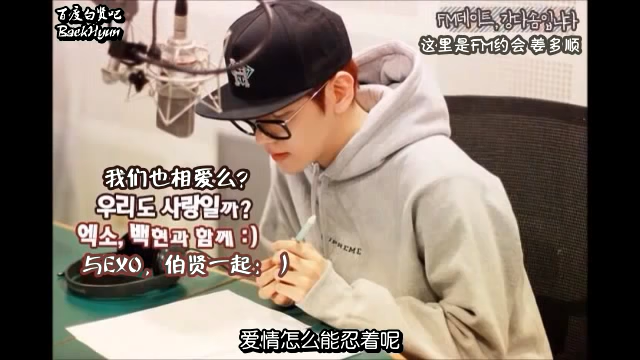 百度白贤吧
BaekHyun
FM데이트, 강다솜입니다
这里是FM约会 姜多顺
我们也相爱么?
우리도 사랑일까?
엑소, 백현과 함께 :)
与EXO，伯贤一起：）
PREME
爱情怎么能忍着呢